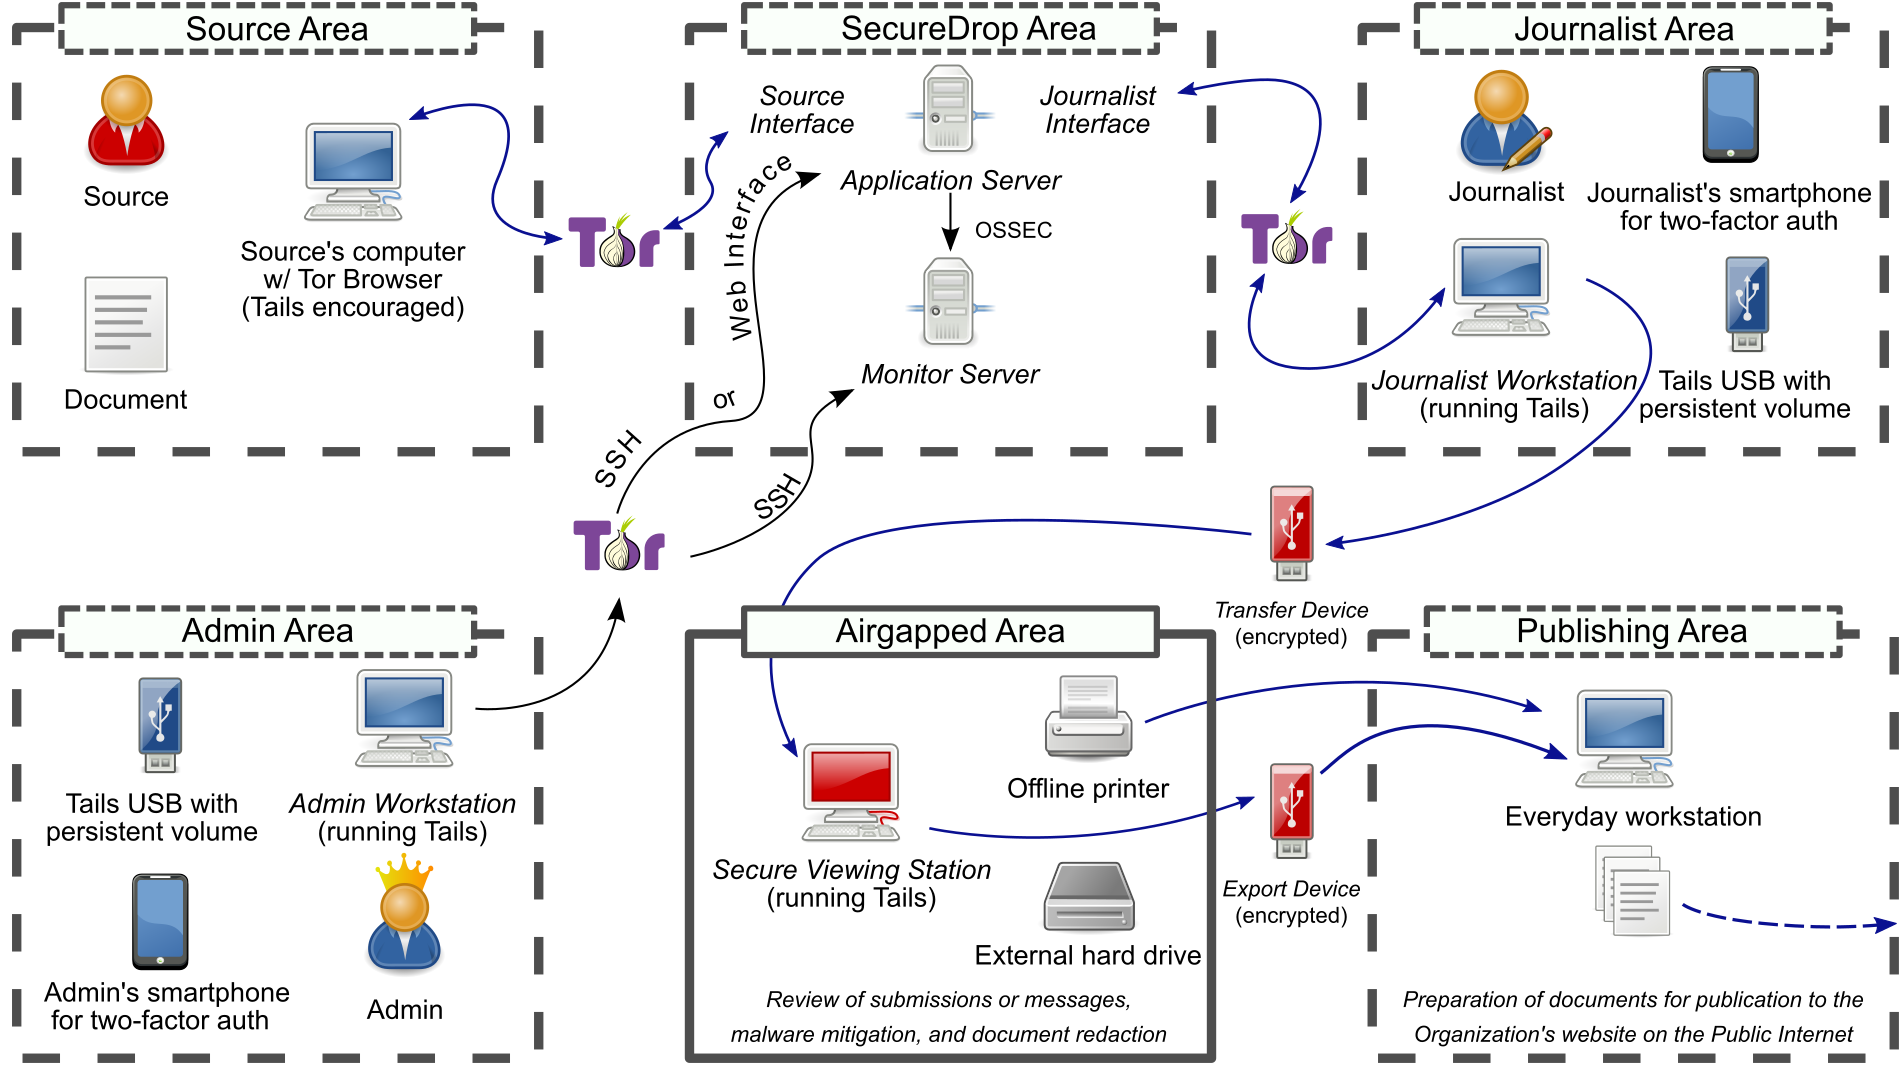 Source Area
Source
Source's computer
w/ Tor Browser
(Tails encouraged)
Document
Tor
SecureDrop Area
Source
Interface
Journalist
Interface
Application Server
OSSEC
Monitor Server
Web Interface
or
SSH
SSH
Tor
Tor
Journalist Area
Journalist
Journalist's smartphone
for two-factor auth
Journalist Workstation
(running Tails)
Tails USB with
persistent volume
Transfer Device
(encrypted)
Admin Area
Tails USB with
persistent volume
Admin Workstation
(running Tails)
Admin's smartphone
for two-factor auth
Admin
Airgapped Area
Offline printer
Secure Viewing Station
(running Tails)
External hard drive
Review of submissions or messages,
malware mitigation, and document redaction
Export Device
(encrypted)
Publishing Area
Everyday workstation
Preparation of documents for publication to the
Organization's website on the Public Internet